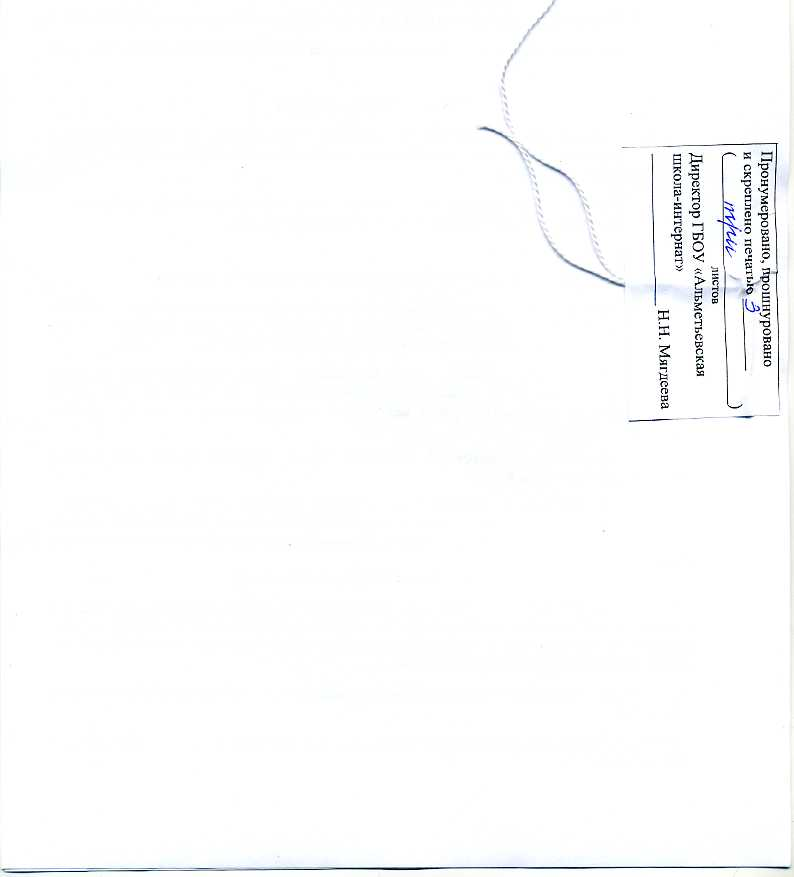 Пронумеровано, прошнуровано
и скреплено печатью 3
( три )
листов
Директор ГБОУ «Альметьевская
школа-интернат»
Н.Н. Мягдеева